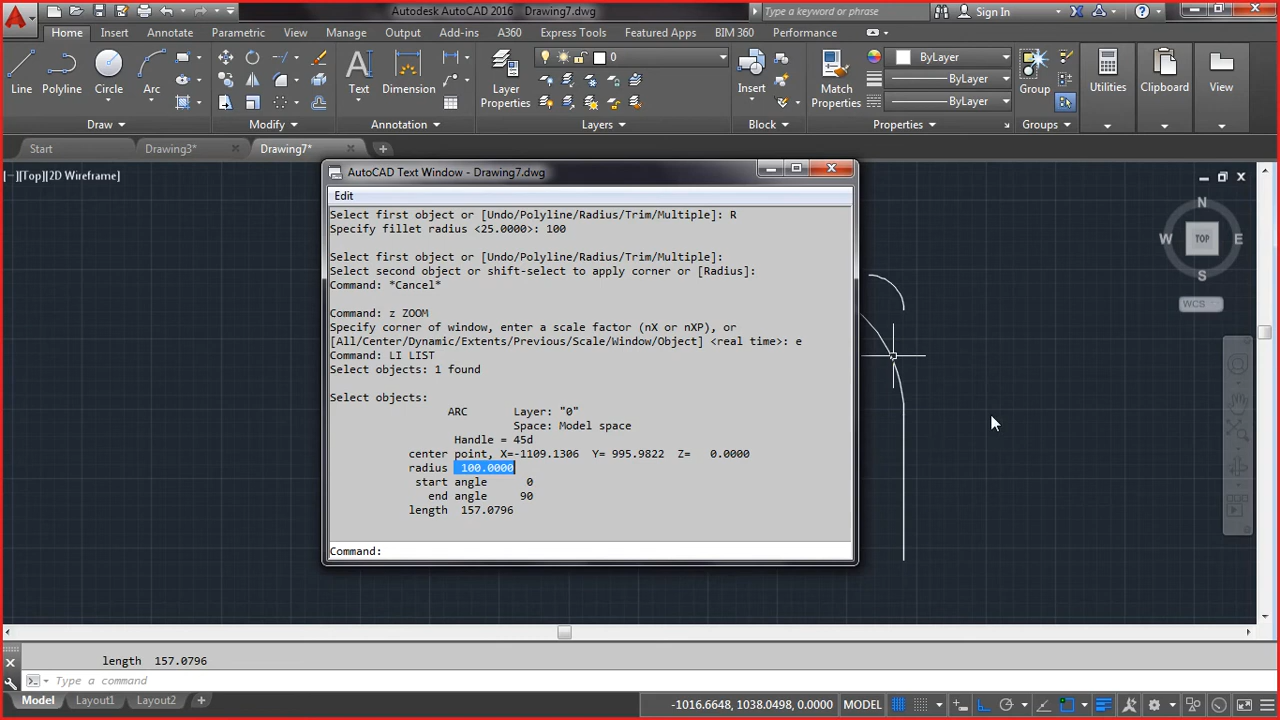 Autodesk AutoCAD 2016 Drawing7.dwg
Type a keyword or phrase
Sign In
Home Insert Annotate Parametric View Manage Output Add-ins A360 Express Tools Featured Apps BIM 360 Performance
0
ByLayer
ByLayer
ByLayer
Line Polyline Circle Arc Text Dimension Layer Properties Insert Match Properties Group Utilities Clipboard View
Draw Modify Annotation Layers Block Properties Groups
Start Drawing3* Drawing7*
[−][Top][2D Wireframe]
AutoCAD Text Window - Drawing7.dwg
Edit
Select first object or [Undo/Polyline/Radius/Trim/Multiple]: R
Specify fillet radius <25.0000>: 100
Select first object or [Undo/Polyline/Radius/Trim/Multiple]:
Select second object or shift-select to apply corner or [Radius]:
Command: *Cancel*
Command: z ZOOM
Specify corner of window, enter a scale factor (nX or nXP), or
[All/Center/Dynamic/Extents/Previous/Scale/Window/Object] <real time>: e
Command: LI LIST
Select objects: 1 found
Select objects:
ARC Layer: "0"
Space: Model space
Handle = 45d
center point, X=-1109.1306 Y= 995.9822 Z= 0.0000
radius 100.0000
start angle 0
end angle 90
length 157.0796
Command:
N
W TOP E
S
WCS
length 157.0796
Type a command
Model Layout1 Layout2
-1016.6648, 1038.0498, 0.0000 MODEL